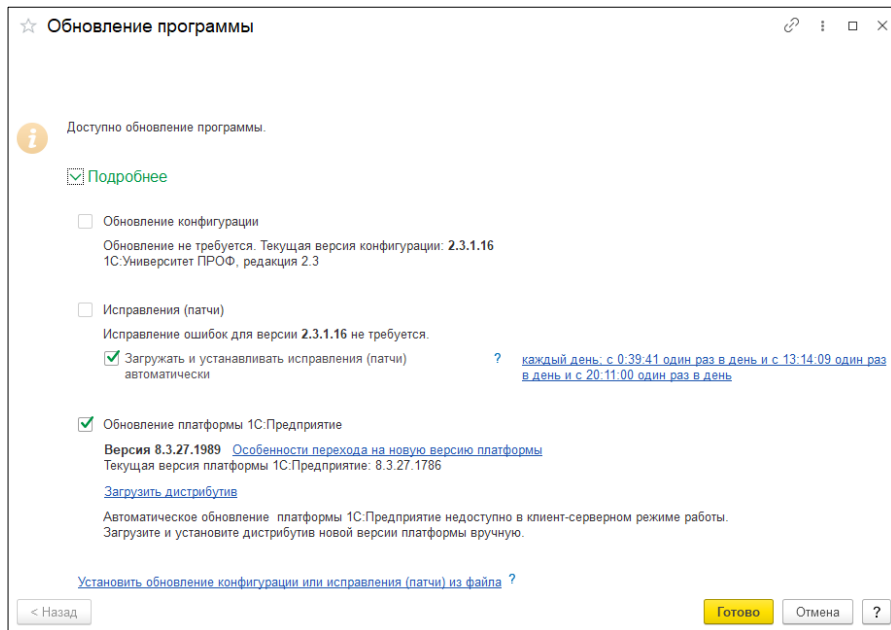 Обновление программы
Доступно обновление программы.
Подробнее
Обновление конфигурации
Обновление не требуется. Текущая версия конфигурации: 2.3.1.16
1С:Университет ПРОФ, редакция 2.3
Исправления (патчи)
Исправление ошибок для версии 2.3.1.16 не требуется.
Загружать и устанавливать исправления (патчи)
автоматически
?
каждый день; с 0:39:41 один раз в день и с 13:14:09 один раз
в день и с 20:11:00 один раз в день
Обновление платформы 1С:Предприятие
Версия 8.3.27.1989 Особенности перехода на новую версию платформы
Текущая версия платформы 1С:Предприятие: 8.3.27.1786
Загрузить дистрибутив
Автоматическое обновление платформы 1С:Предприятие недоступно в клиент-серверном режиме работы.
Загрузите и установите дистрибутив новой версии платформы вручную.
Установить обновление конфигурации или исправления (патчи) из файла ?
< Назад Готово Отмена ?